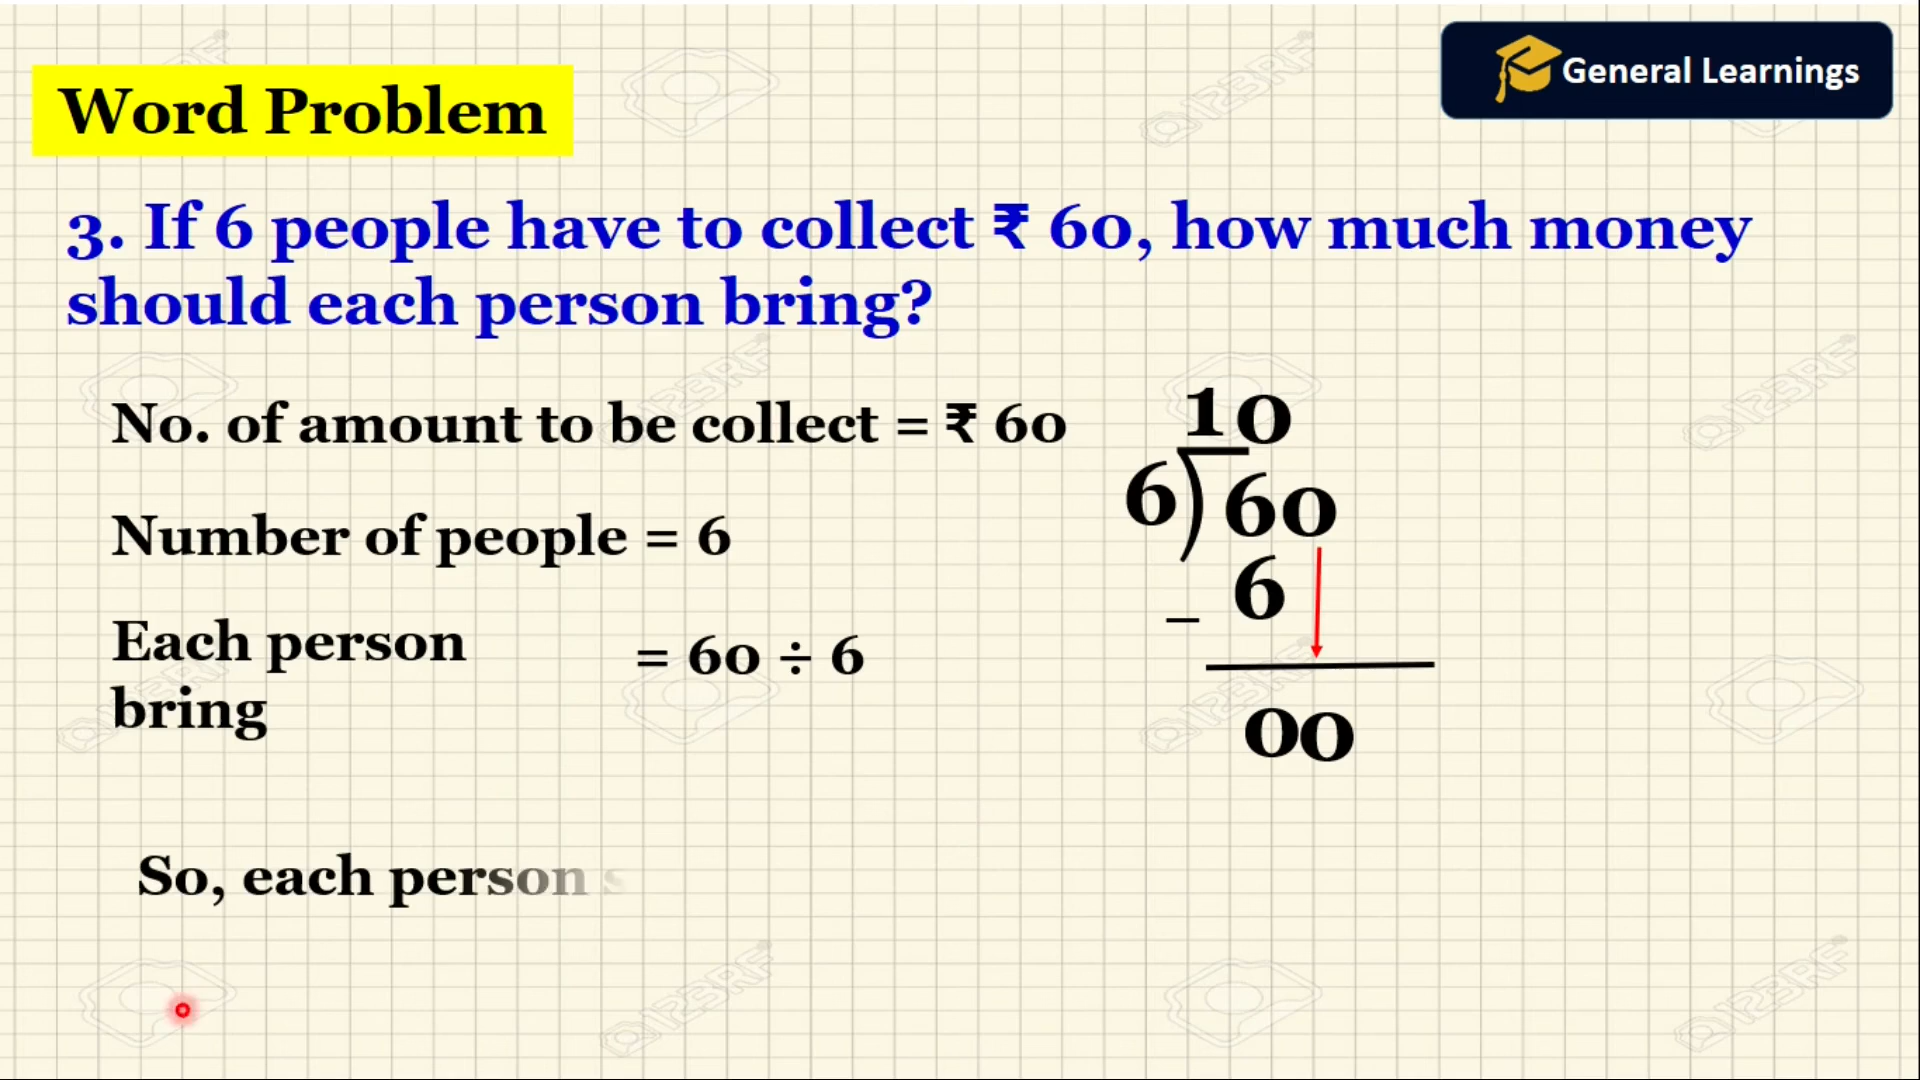 General Learnings
Word Problem
3. If 6 people have to collect ₹ 60, how much money
should each person bring?
No. of amount to be collect = ₹ 60
Number of people = 6
Each person
bring
= 60 ÷ 6
10
6) 60
– 6
00
So, each person s
123RF